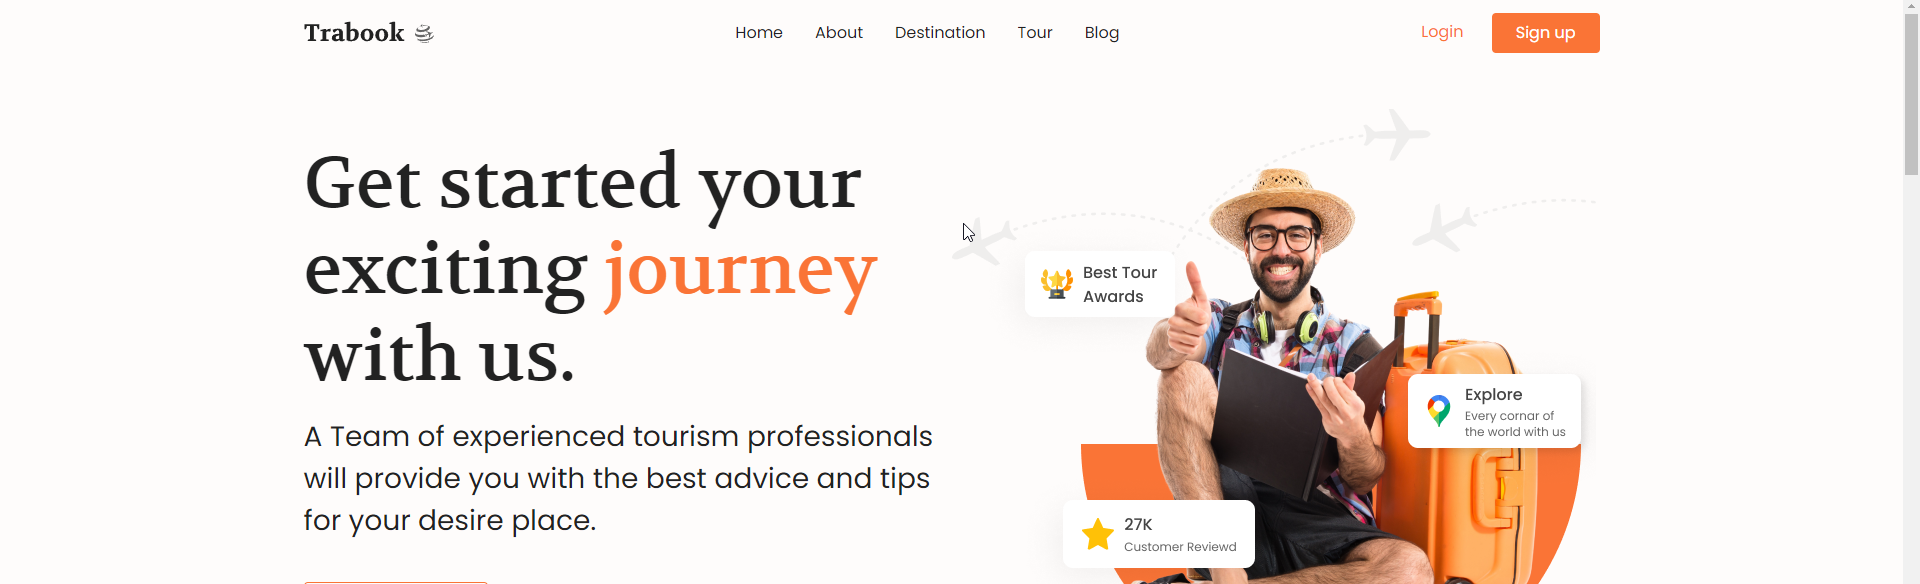 Trabook
Home About Destination Tour Blog
Login Sign up
Get started your
exciting journey
with us.
A Team of experienced tourism professionals
will provide you with the best advice and tips
for your desire place.
Best Tour
Awards
Explore
Every cornar of
the world with us
27K
Customer Reviewd